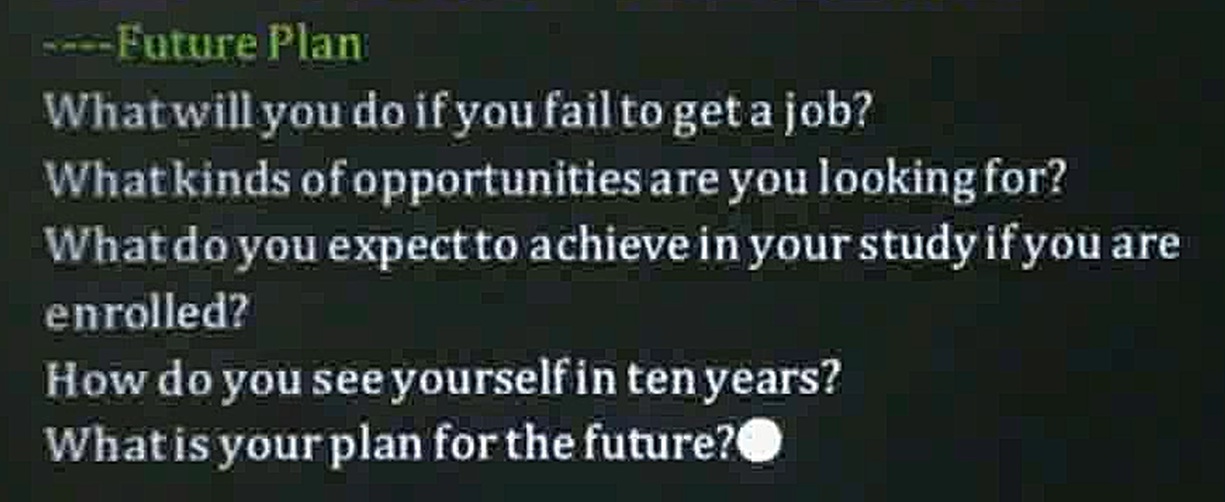 ----Future Plan
What will you do if you fail to get a job?
What kinds of opportunities are you looking for?
What do you expect to achieve in your study if you are
enrolled?
How do you see yourself in ten years?
What is your plan for the future?